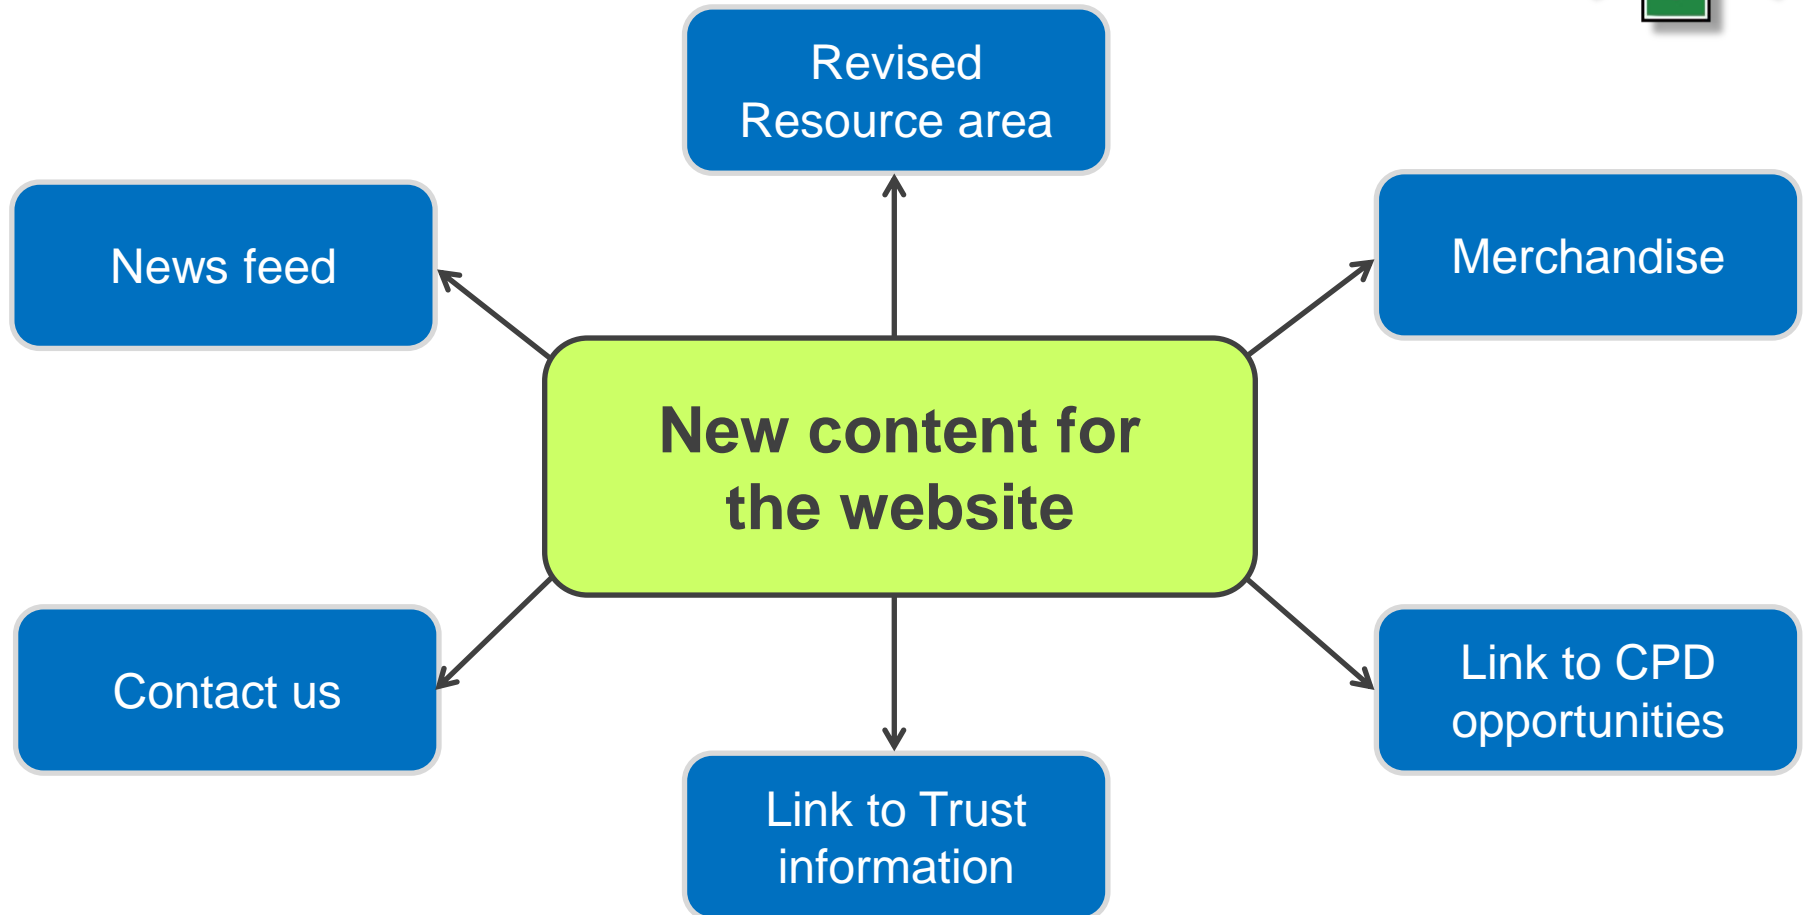 Revised
Resource area
News feed
Merchandise
New content for
the website
Contact us
Link to CPD
opportunities
Link to Trust
information